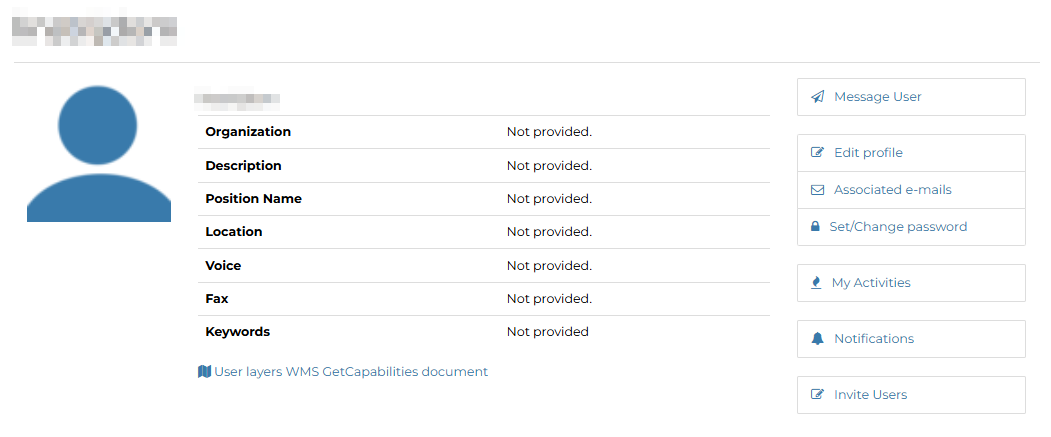 Organization Not provided.
Description Not provided.
Position Name Not provided.
Location Not provided.
Voice Not provided.
Fax Not provided.
Keywords Not provided
User layers WMS GetCapabilities document
Message User
Edit profile
Associated e-mails
Set/Change password
My Activities
Notifications
Invite Users